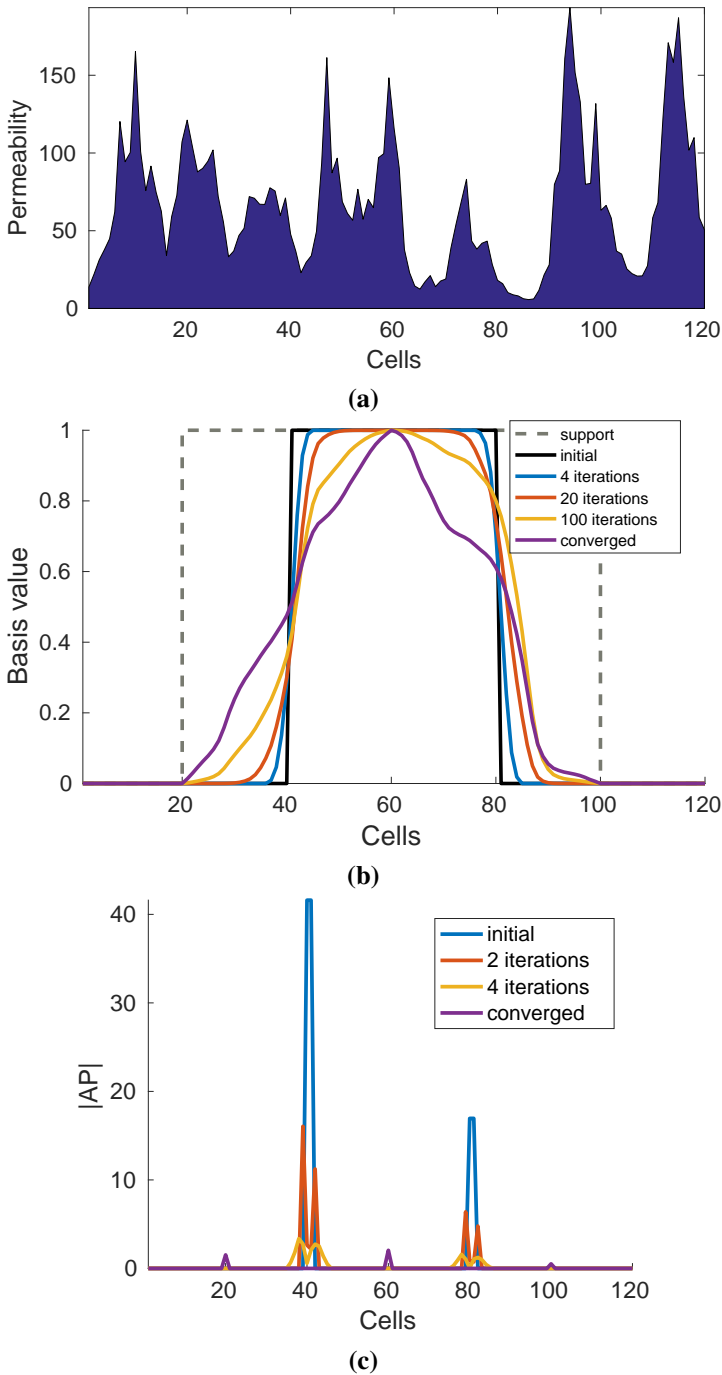 150
100
50
0
Permeability
20 40 60 80 100 120
Cells
(a)
1
0.8
0.6
0.4
0.2
0
Basis value
support
initial
4 iterations
20 iterations
100 iterations
converged
20 40 60 80 100 120
Cells
(b)
40
30
20
10
0
|AP|
initial
2 iterations
4 iterations
converged
20 40 60 80 100 120
Cells
(c)